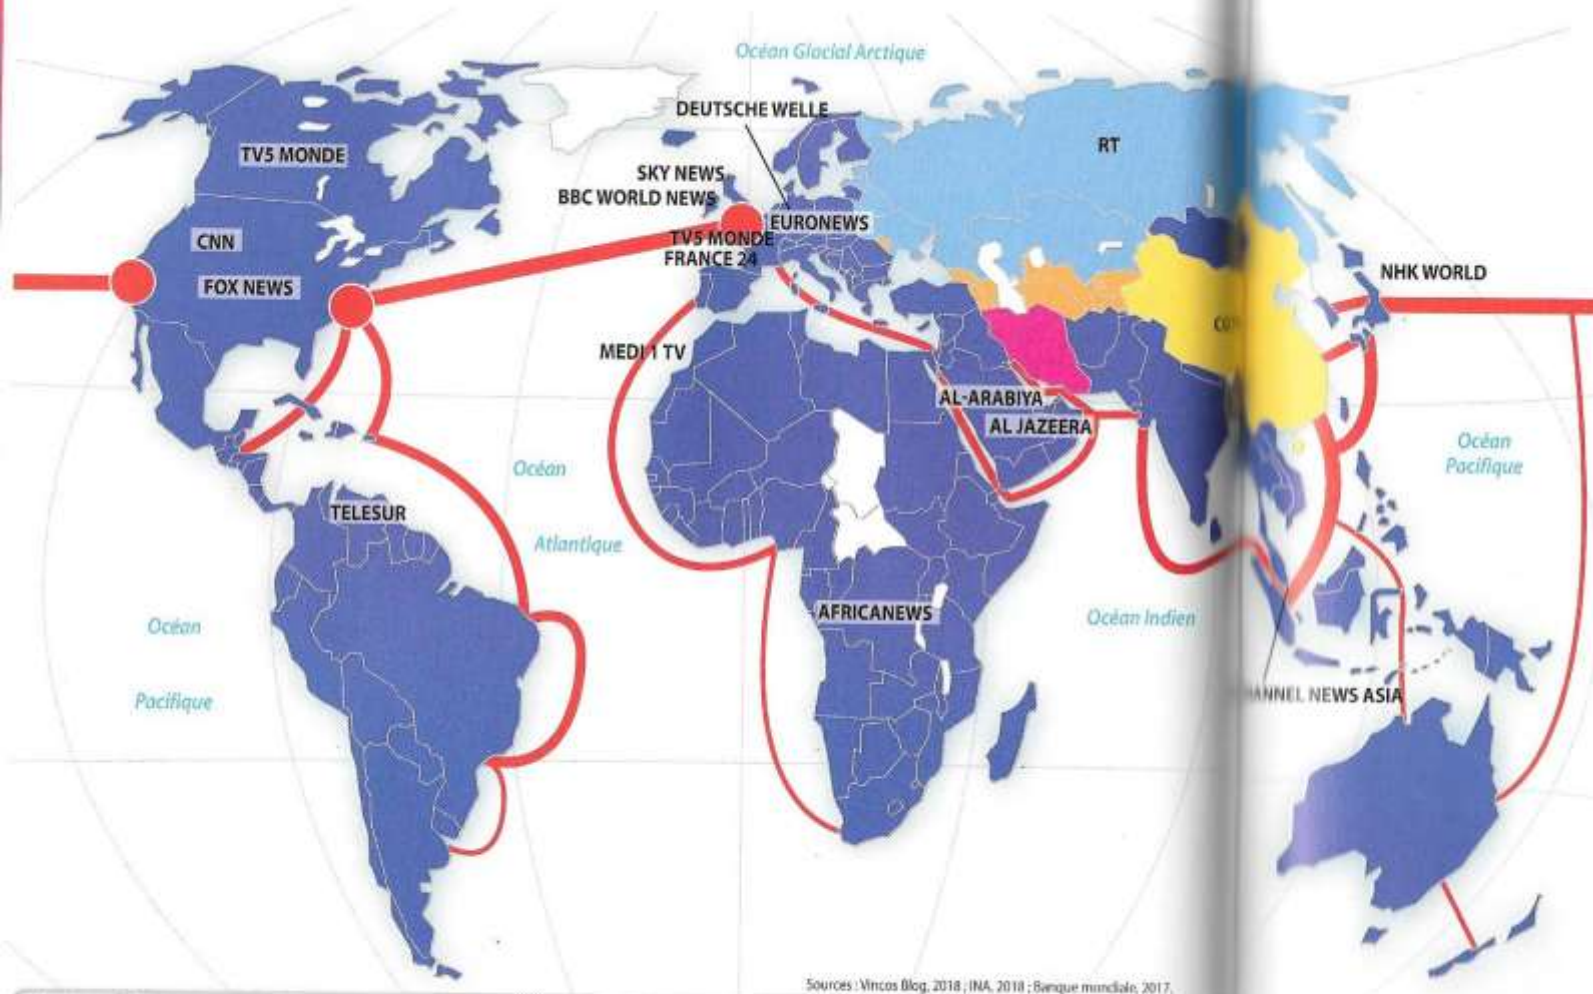 Océan Glacial Arctique
DEUTSCHE WELLE
TV5 MONDE
RT
SKY NEWS
BBC WORLD NEWS
EURONEWS
CNN
TV5 MONDE
FRANCE 24
FOX NEWS
NHK WORLD
MEDI 1 TV
AL-ARABIYA
AL JAZEERA
Océan
Pacifique
Océan
Atlantique
TELESUR
AFRICANEWS
Océan Indien
Océan
Pacifique
NEWS ASIA
Sources : Vincos Blog, 2018 ; INA, 2018 ; Banque mondiale, 2017.